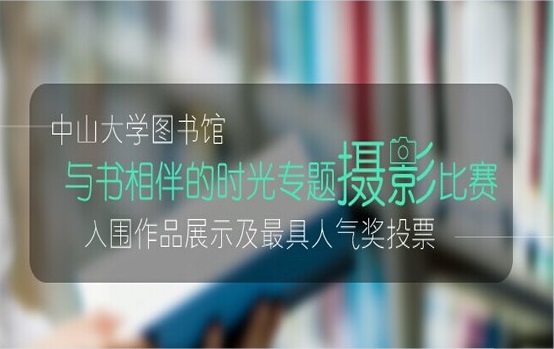 中山大学图书馆
与书相伴的时光专题摄影比赛
入围作品展示及最具人气奖投票